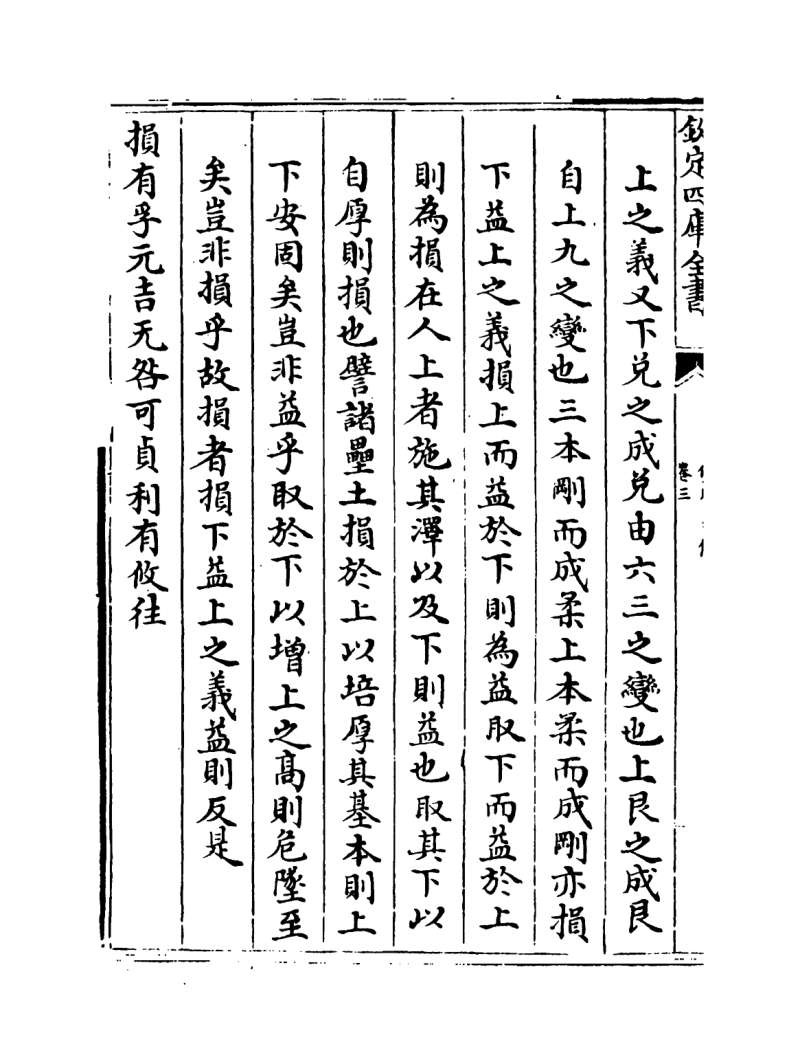 欽定四庫全書
卷三
上之義又下兌之成兌由六三之變也上艮之成艮
自上九之變也三本剛而成柔上本柔而成剛亦損
下益上之義損上而益於下則為益取下而益於上
則為損在人上者施其澤以及下則益也取其下以
自厚則損也譬諸壘土損於上以培厚其基本則上
下安固矣豈非益乎取於下以增上之高則危墜至
矣豈非損乎故損者損下益上之義益則反是
損有孚元吉无咎可貞利有攸往